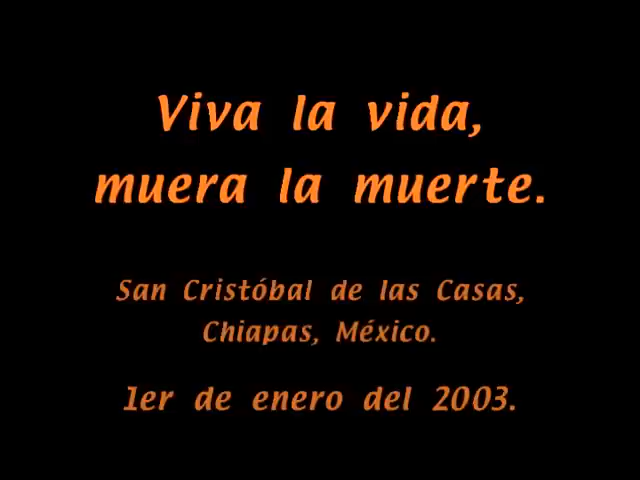 Viva la vida,
muera la muerte.
San Cristóbal de las Casas,
Chiapas, México.
1er de enero del 2003.